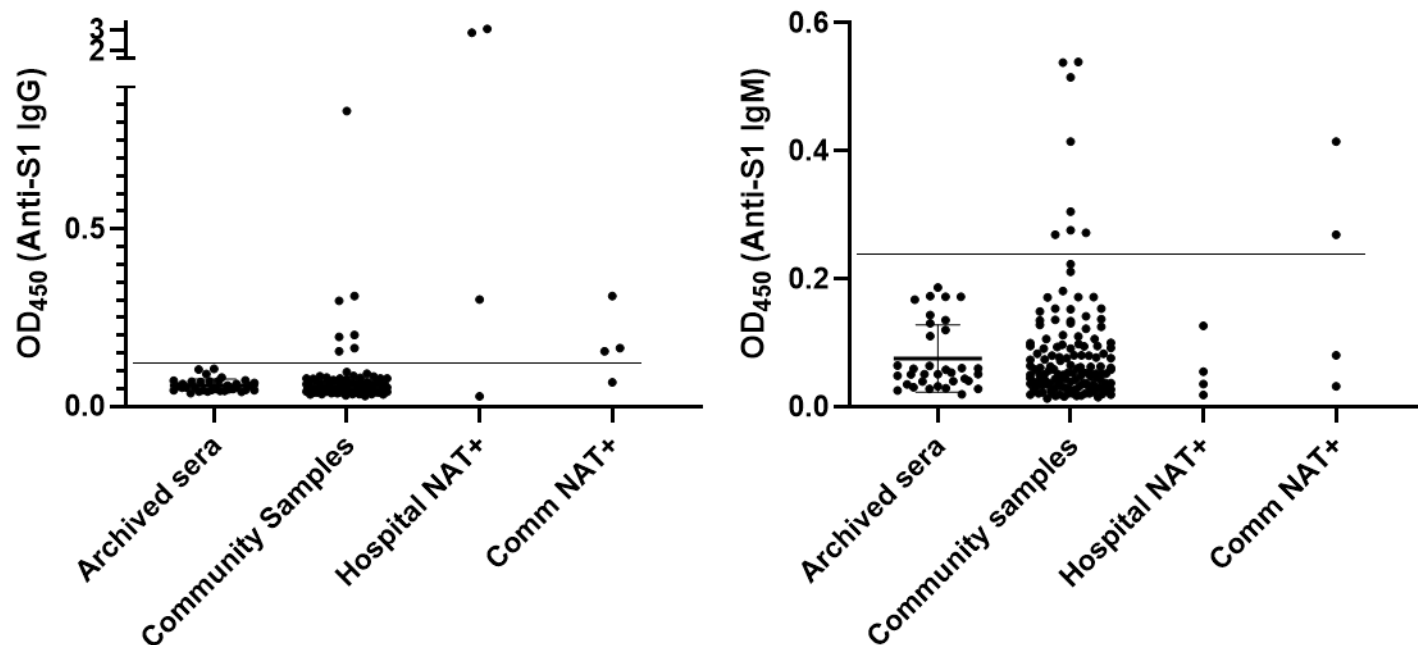 OD450 (Anti-S1 IgG)
3
2
0.5
0.0
Archived sera
Community Samples
Hospital NAT+
Comm NAT+
OD450 (Anti-S1 IgM)
0.6
0.4
0.2
0.0
Archived sera
Community samples
Hospital NAT+
Comm NAT+